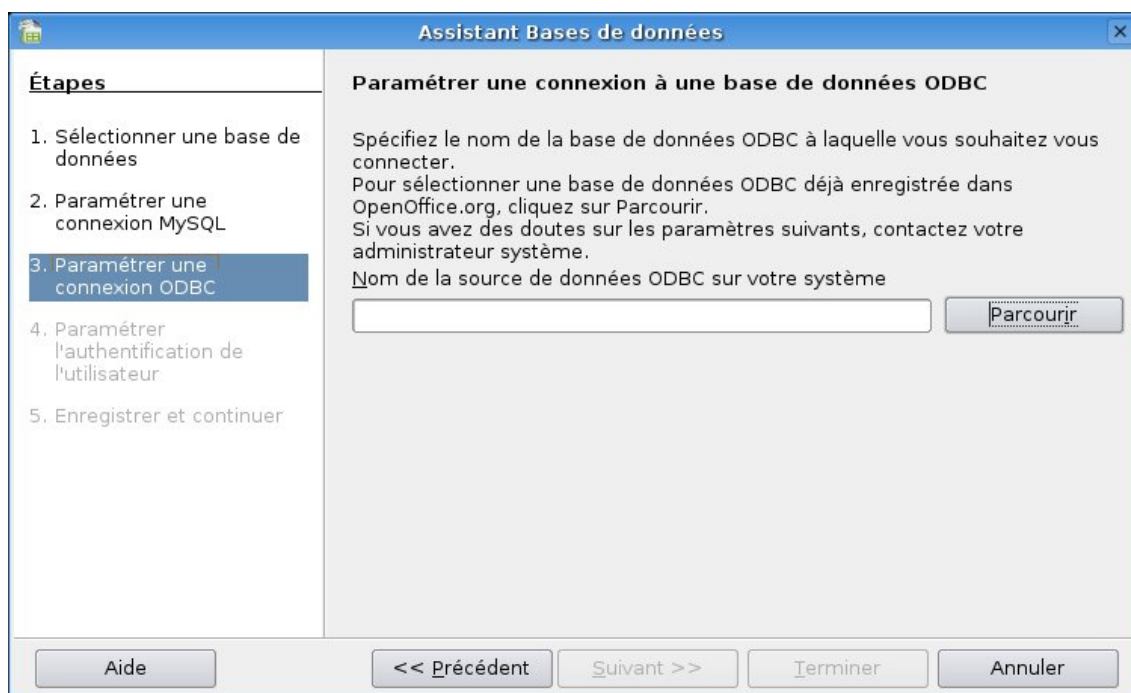 Assistant Bases de données
Étapes
1. Sélectionner une base de
données
2. Paramétrer une
connexion MySQL
3. Paramétrer une
connexion ODBC
4. Paramétrer
l'authentification de
l'utilisateur
5. Enregistrer et continuer
Paramétrer une connexion à une base de données ODBC
Spécifiez le nom de la base de données ODBC à laquelle vous souhaitez vous
connecter.
Pour sélectionner une base de données ODBC déjà enregistrée dans
OpenOffice.org, cliquez sur Parcourir.
Si vous avez des doutes sur les paramètres suivants, contactez votre
administrateur système.
Nom de la source de données ODBC sur votre système
Parcourir
Aide
<< Précédent
Suivant >>
Terminer
Annuler